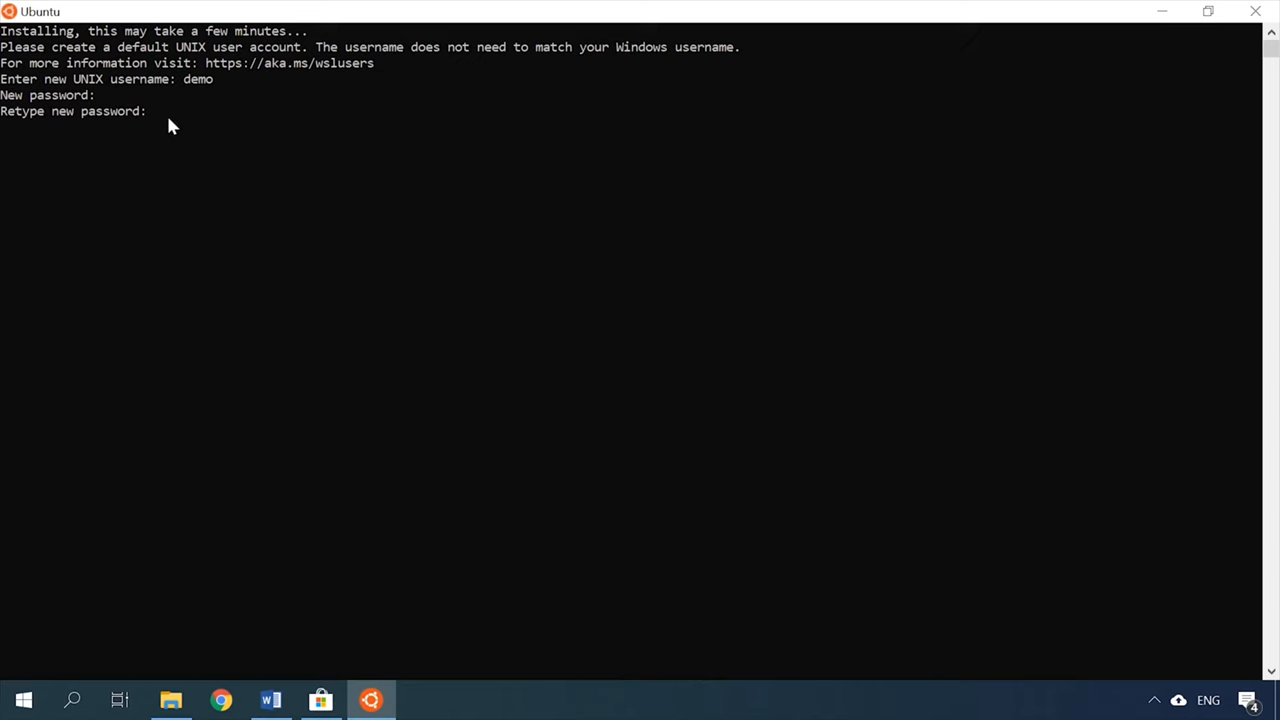 Ubuntu
Installing, this may take a few minutes...
Please create a default UNIX user account. The username does not need to match your Windows username.
For more information visit: https://aka.ms/wslusers
Enter new UNIX username: demo
New password:
Retype new password:
ENG
4